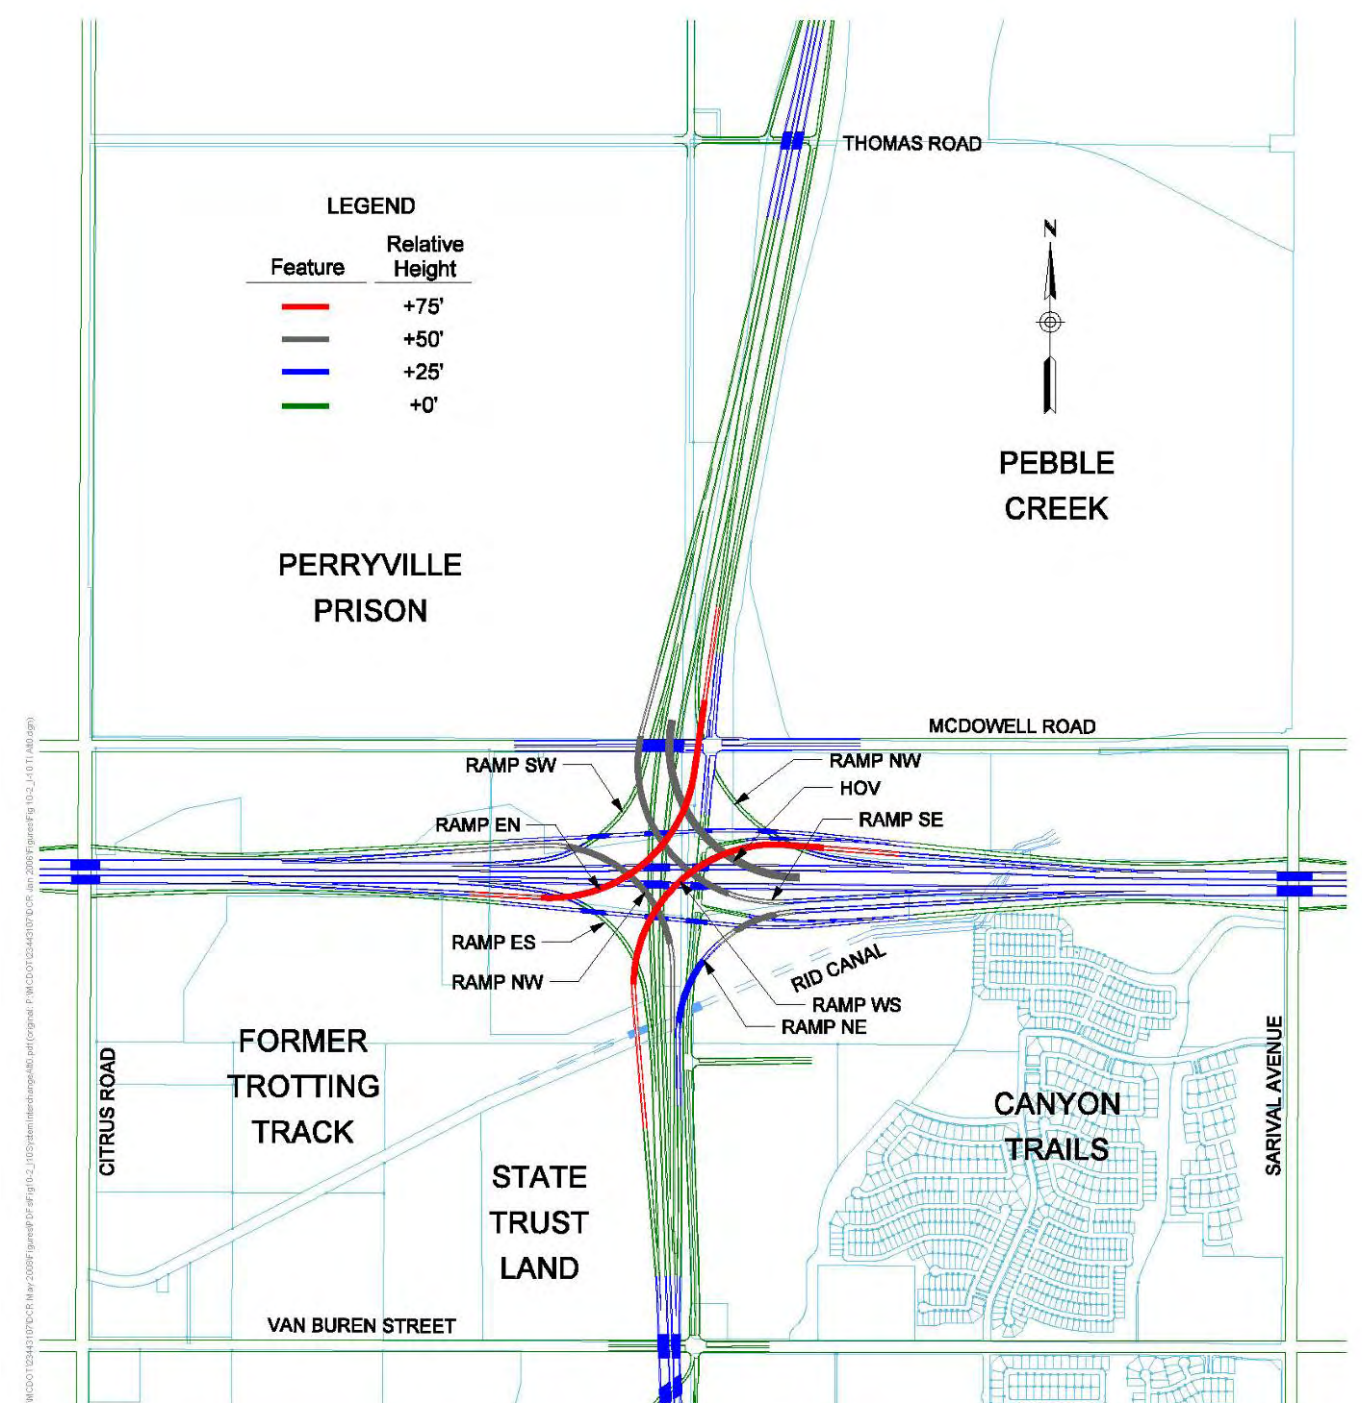 THOMAS ROAD
LEGEND
Feature
Relative
Height
+75'
+50'
+25'
+0'
N
PEBBLE
CREEK
PERRYVILLE
PRISON
MCDOWELL ROAD
RAMP SW
RAMP NW
HOV
RAMP EN
RAMP SE
RAMP ES
RAMP NW
RID CANAL
RAMP WS
RAMP NE
FORMER
TROTTING
TRACK
CITRUS ROAD
CANYON
TRAILS
SARIVAL AVENUE
STATE
TRUST
LAND
VAN BUREN STREET